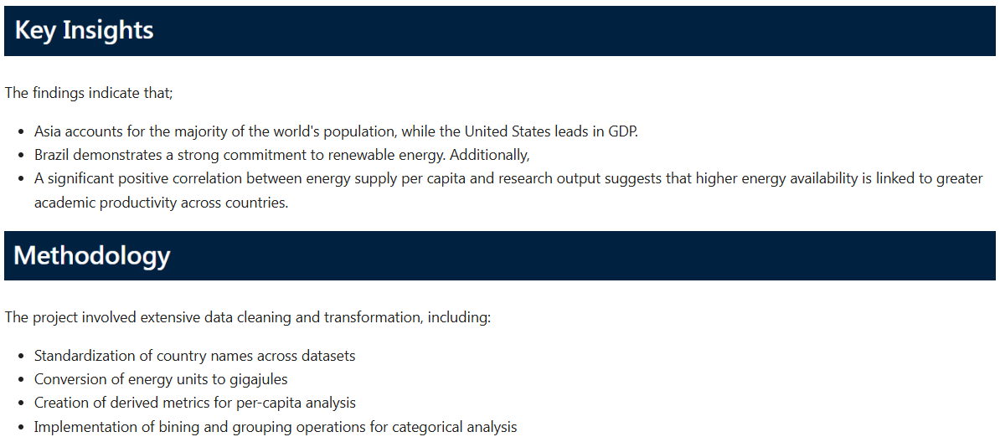 Key Insights
The findings indicate that;
• Asia accounts for the majority of the world's population, while the United States leads in GDP.
• Brazil demonstrates a strong commitment to renewable energy. Additionally,
• A significant positive correlation between energy supply per capita and research output suggests that higher energy availability is linked to greater
academic productivity across countries.
Methodology
The project involved extensive data cleaning and transformation, including:
• Standardization of country names across datasets
• Conversion of energy units to gigajules
• Creation of derived metrics for per-capita analysis
• Implementation of bining and grouping operations for categorical analysis